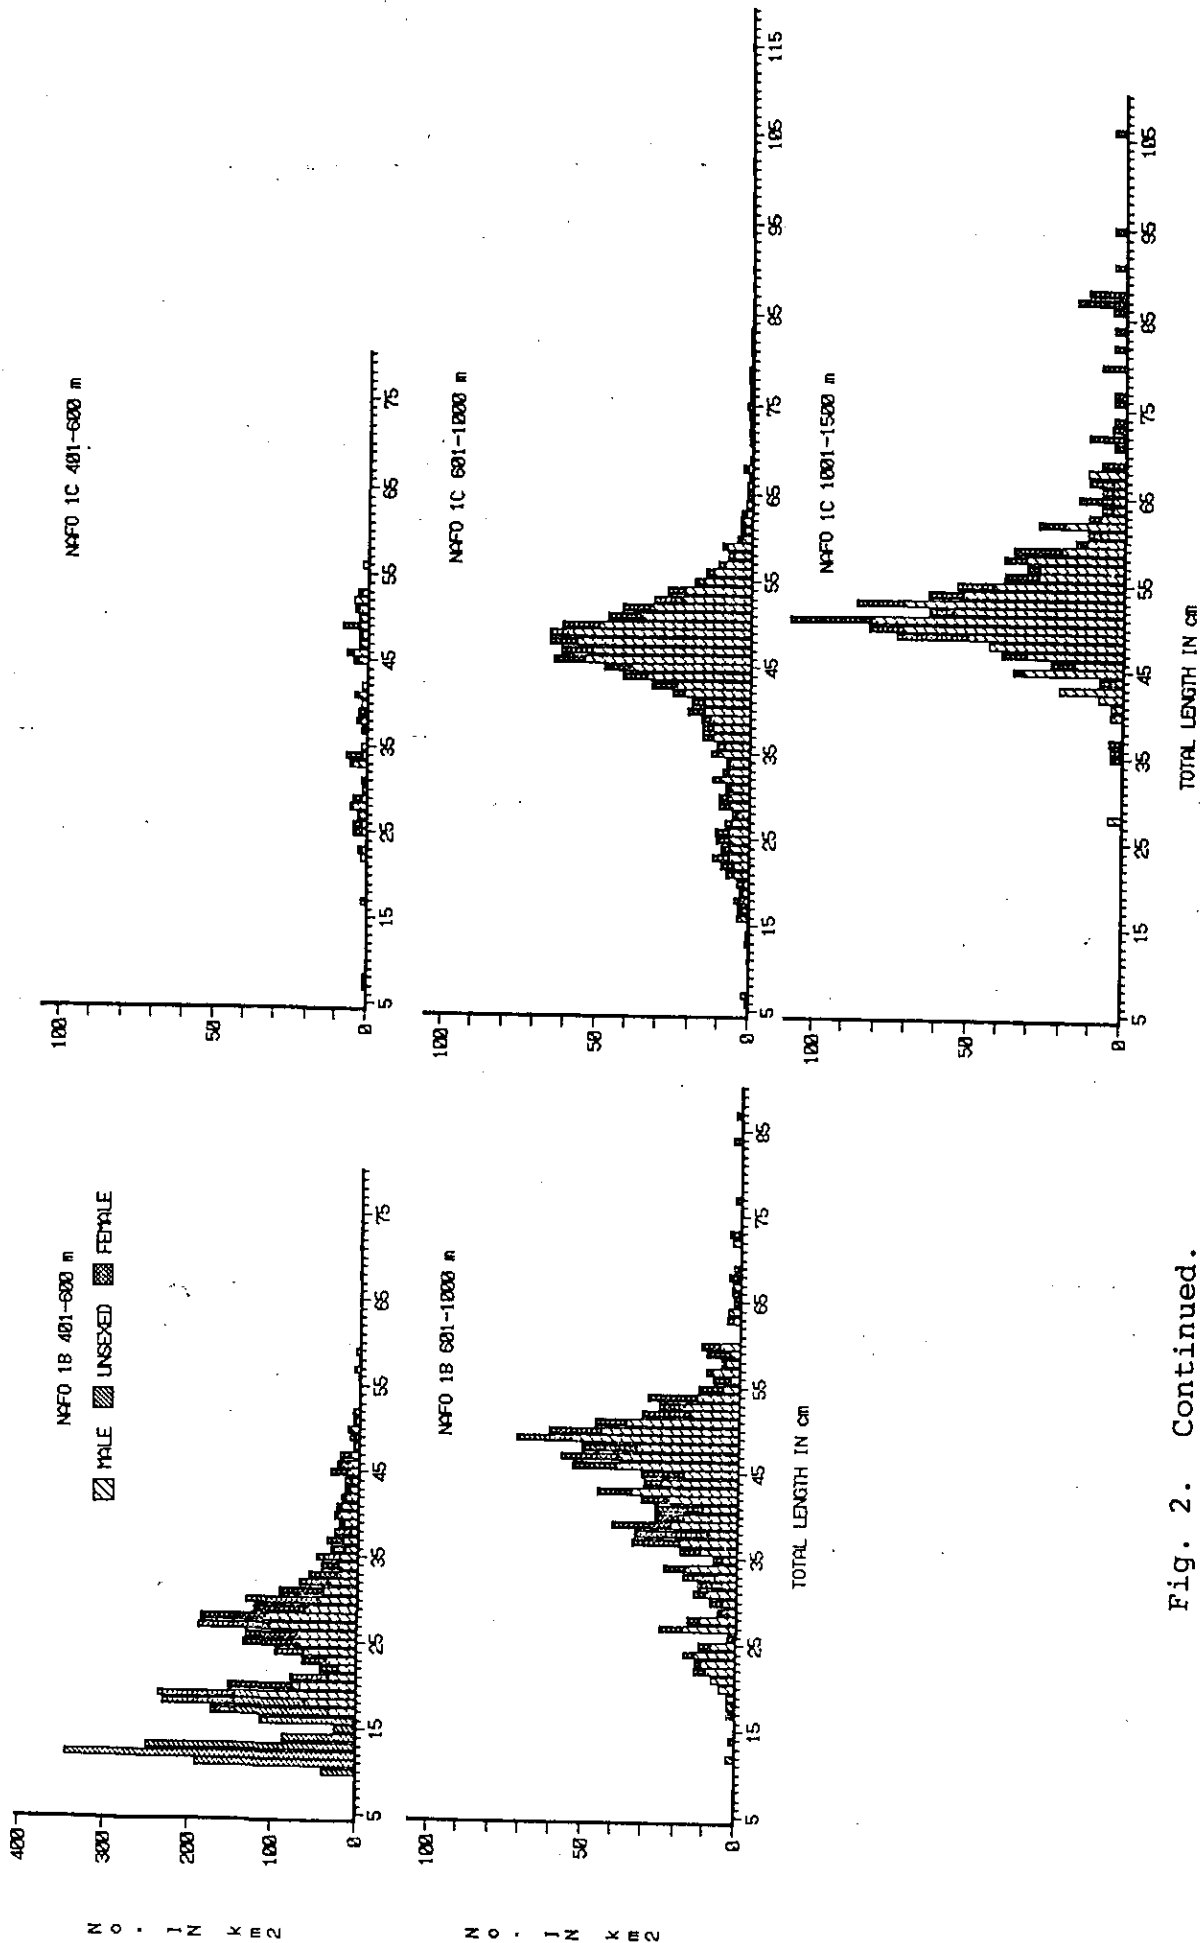 NAFO 1B 401-600 m
MALE UNSEXED FEMALE
400
300
200
100
0
5 15 25 35 45 55 65 75
No. IN km2
NAFO 1C 401-600 m
100
50
0
5 15 25 35 45 55 65 75
NAFO 1B 601-1000 m
100
50
0
5 15 25 35 45 55 65 75 85
TOTAL LENGTH IN cm
No. IN km2
NAFO 1C 601-1000 m
100
50
0
5 15 25 35 45 55 65 75 85 95 105 115
NAFO 1C 1001-1500 m
100
50
0
5 15 25 35 45 55 65 75 85 95 105
TOTAL LENGTH IN cm
Fig. 2. Continued.